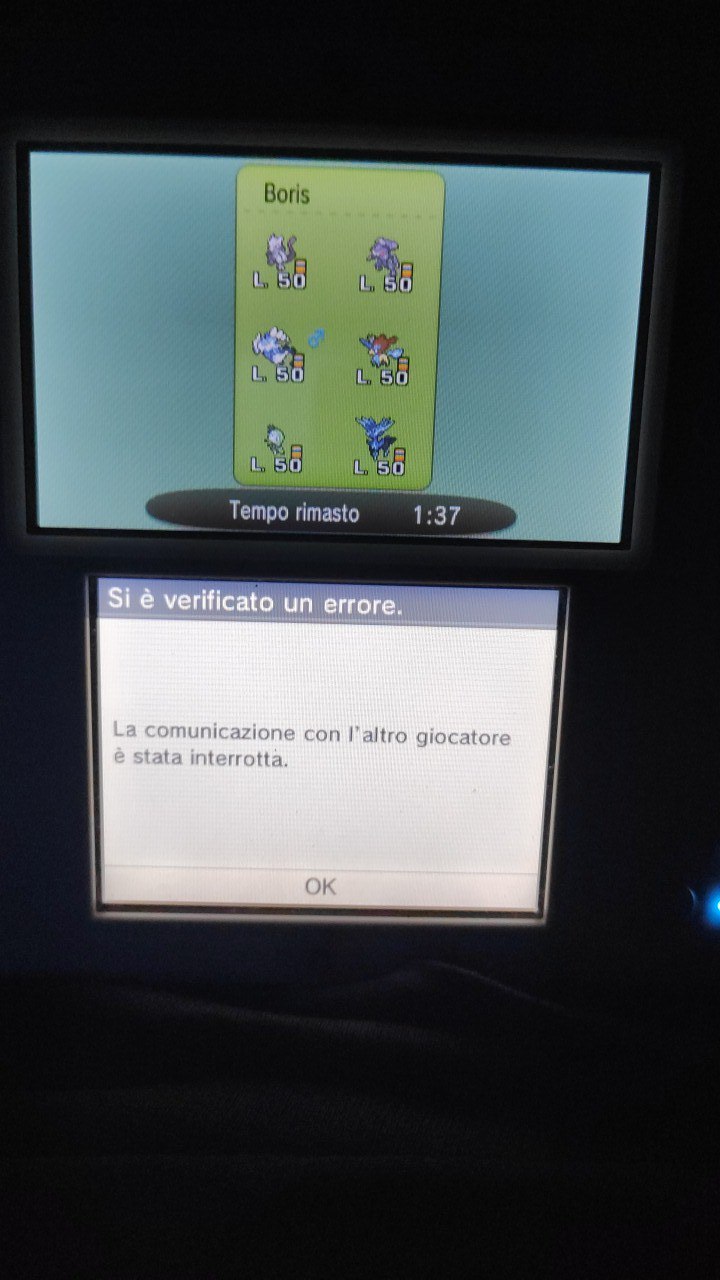 Boris
L. 50 L. 50
L. 50 L. 50
L. 50 L. 50
Tempo rimasto 1:37
Si è verificato un errore.
La comunicazione con l'altro giocatore
è stata interrotta.
OK